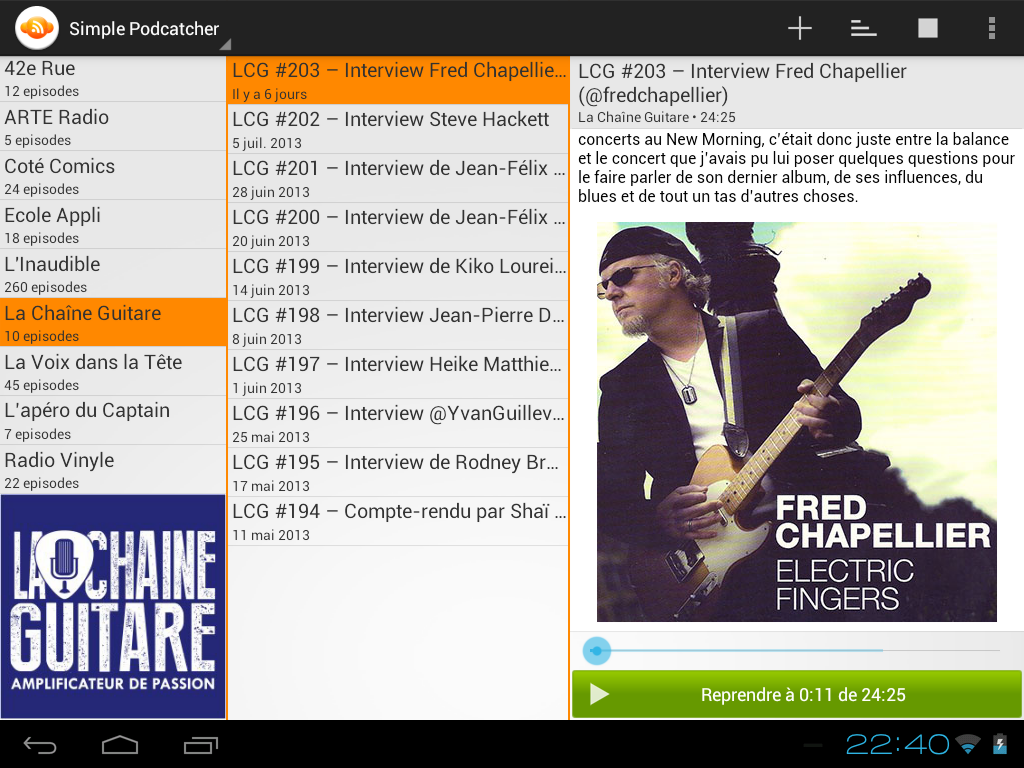 Simple Podcatcher
42e Rue
12 episodes
ARTE Radio
5 episodes
Coté Comics
24 episodes
Ecole Appli
18 episodes
L'Inaudible
260 episodes
La Chaîne Guitare
10 episodes
La Voix dans la Tête
45 episodes
L'apéro du Captain
7 episodes
Radio Vinyle
22 episodes
LA CHAINE
GUITARE
AMPLIFICATEUR DE PASSION
LCG #203 – Interview Fred Chapellie...
Il y a 6 jours
LCG #202 – Interview Steve Hackett
5 juil. 2013
LCG #201 – Interview de Jean-Félix ...
28 juin 2013
LCG #200 – Interview de Jean-Félix ...
20 juin 2013
LCG #199 – Interview de Kiko Lourei...
14 juin 2013
LCG #198 – Interview Jean-Pierre D...
8 juin 2013
LCG #197 – Interview Heike Matthie...
1 juin 2013
LCG #196 – Interview @YvanGuillev...
25 mai 2013
LCG #195 – Interview de Rodney Br...
17 mai 2013
LCG #194 – Compte-rendu par Shaï ...
11 mai 2013
LCG #203 – Interview Fred Chapellier
(@fredchapellier)
La Chaîne Guitare • 24:25
concerts au New Morning, c'était donc juste entre la balance
et le concert que j'avais pu lui poser quelques questions pour
le faire parler de son dernier album, de ses influences, du
blues et de tout un tas d'autres choses.
FRED
CHAPELLIER
ELECTRIC
FINGERS
Reprendre à 0:11 de 24:25
22:40